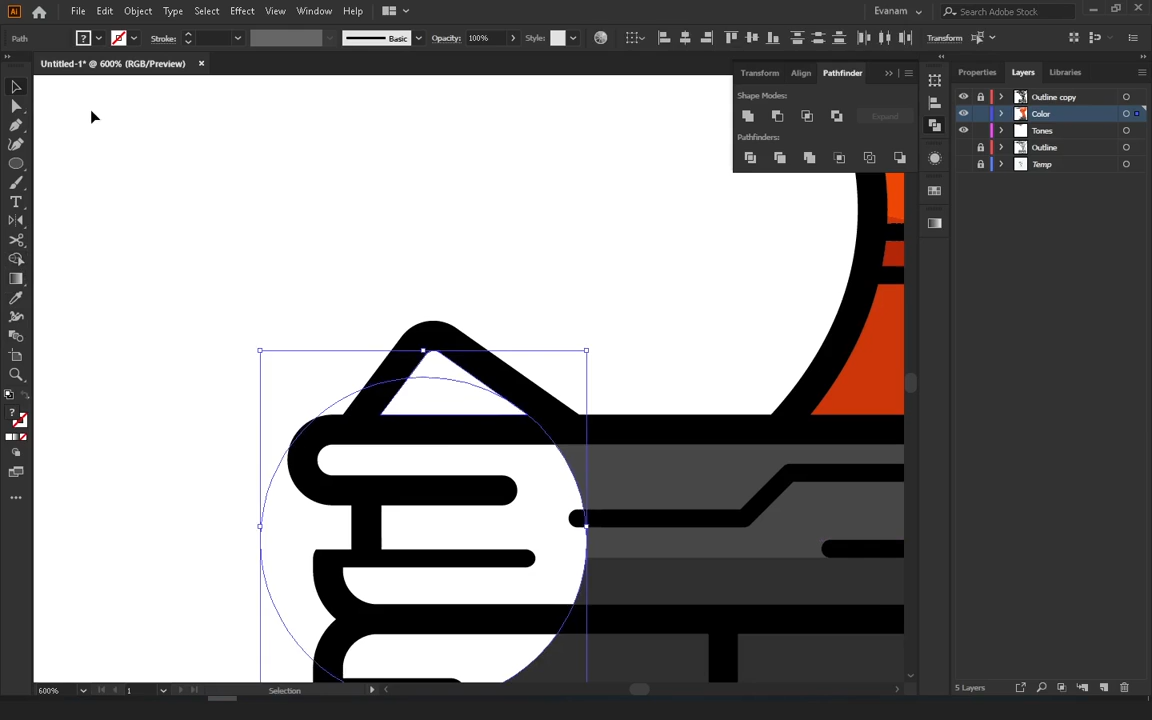 Ai File Edit Object Type Select Effect View Window Help Evanam Search Adobe Stock
Path ? Stroke: Basic Opacity: 100% Style: Transform
Untitled-1* @ 600% (RGB/Preview) ×
Transform Align Pathfinder
Shape Modes:
Expand
Pathfinders:
Properties Layers Libraries
Outline copy
Color
Tones
Outline
Temp
?
600% 1 Selection 5 Layers